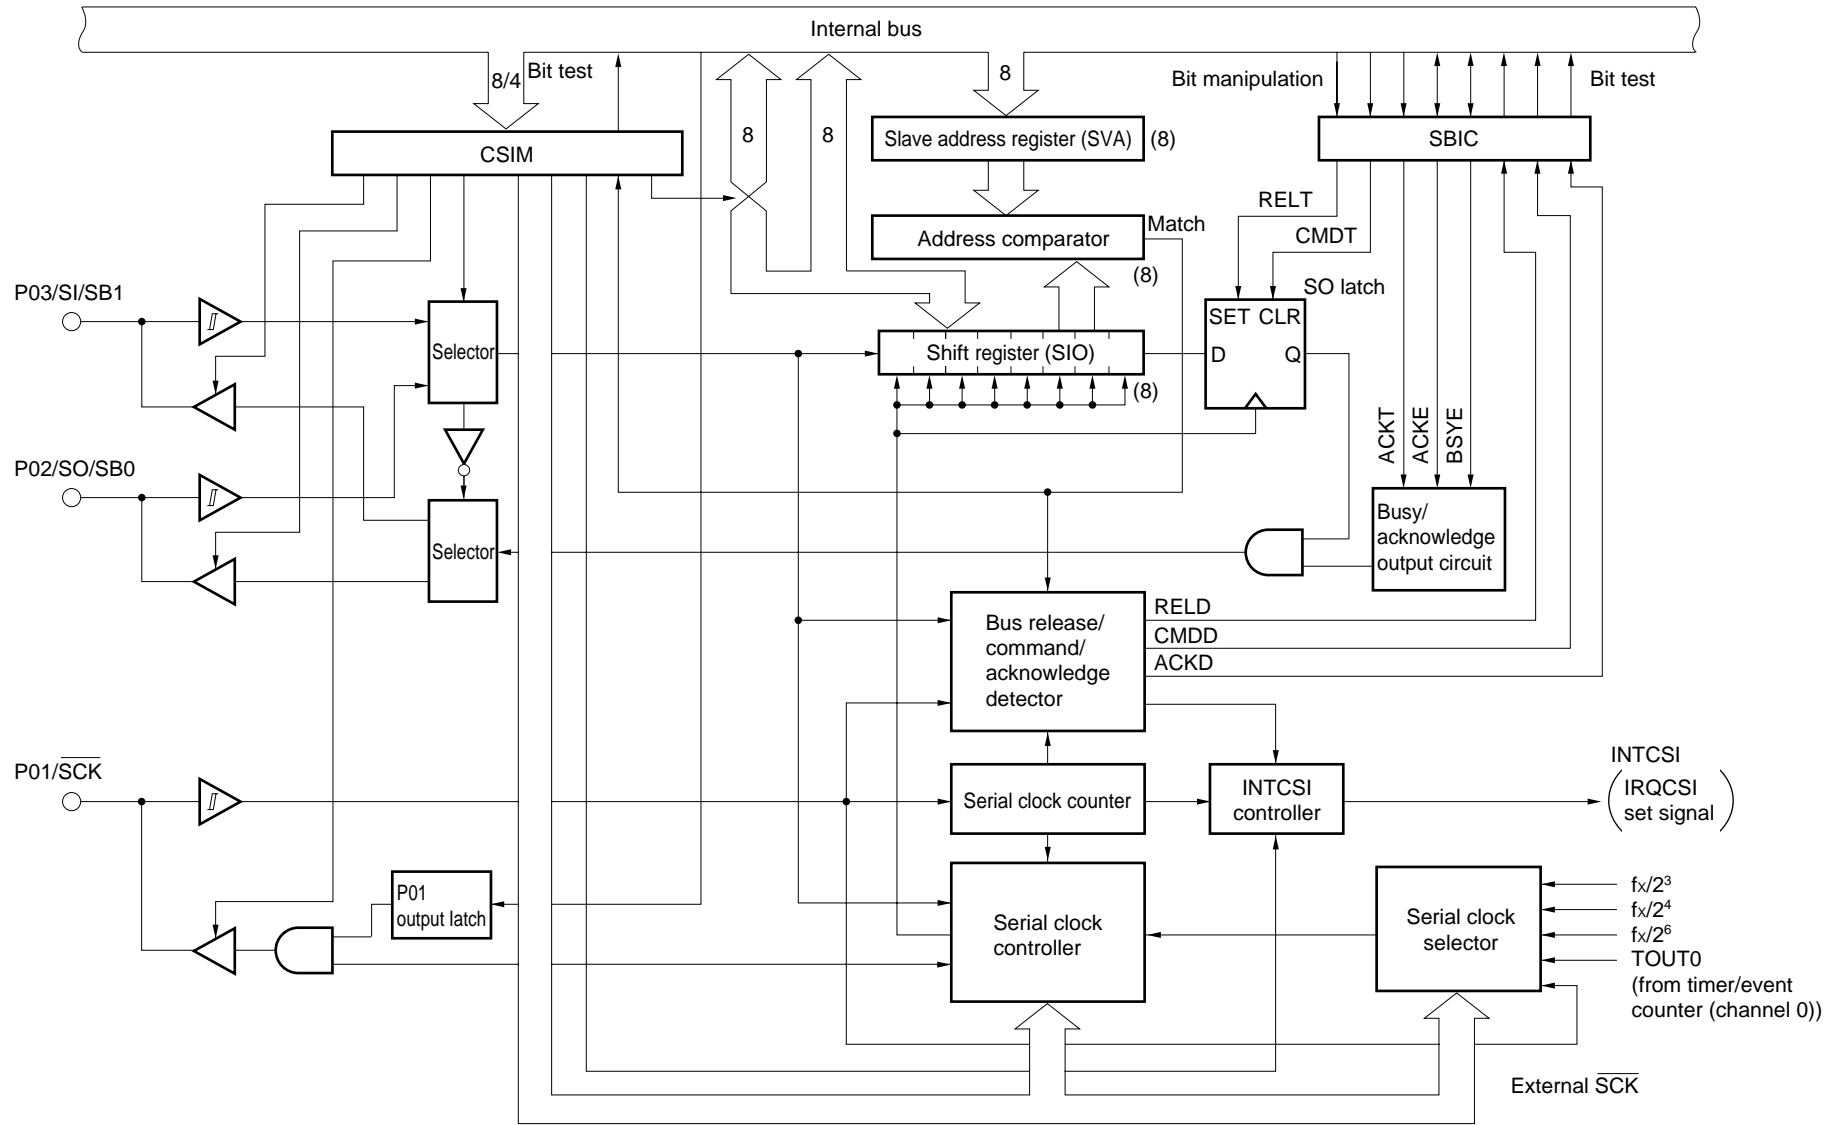 Internal bus
8/4
Bit test
8
8
8
Bit manipulation
Bit test
CSIM
Slave address register (SVA)
(8)
SBIC
RELT
CMDT
Address comparator
Match
(8)
SO latch
P03/SI/SB1
Selector
Shift register (SIO)
(8)
SET CLR
D
Q
ACKT
ACKE
BSYE
P02/SO/SB0
Selector
Busy/
acknowledge
output circuit
Bus release/
command/
acknowledge
detector
RELD
CMDD
ACKD
P01/S̅C̅K̅
Serial clock counter
INTCSI
controller
INTCSI
IRQCSI
set signal
P01
output latch
Serial clock
controller
Serial clock
selector
fX/2³
fX/2⁴
fX/2⁶
TOUT0
(from timer/event
counter (channel 0))
External S̅C̅K̅